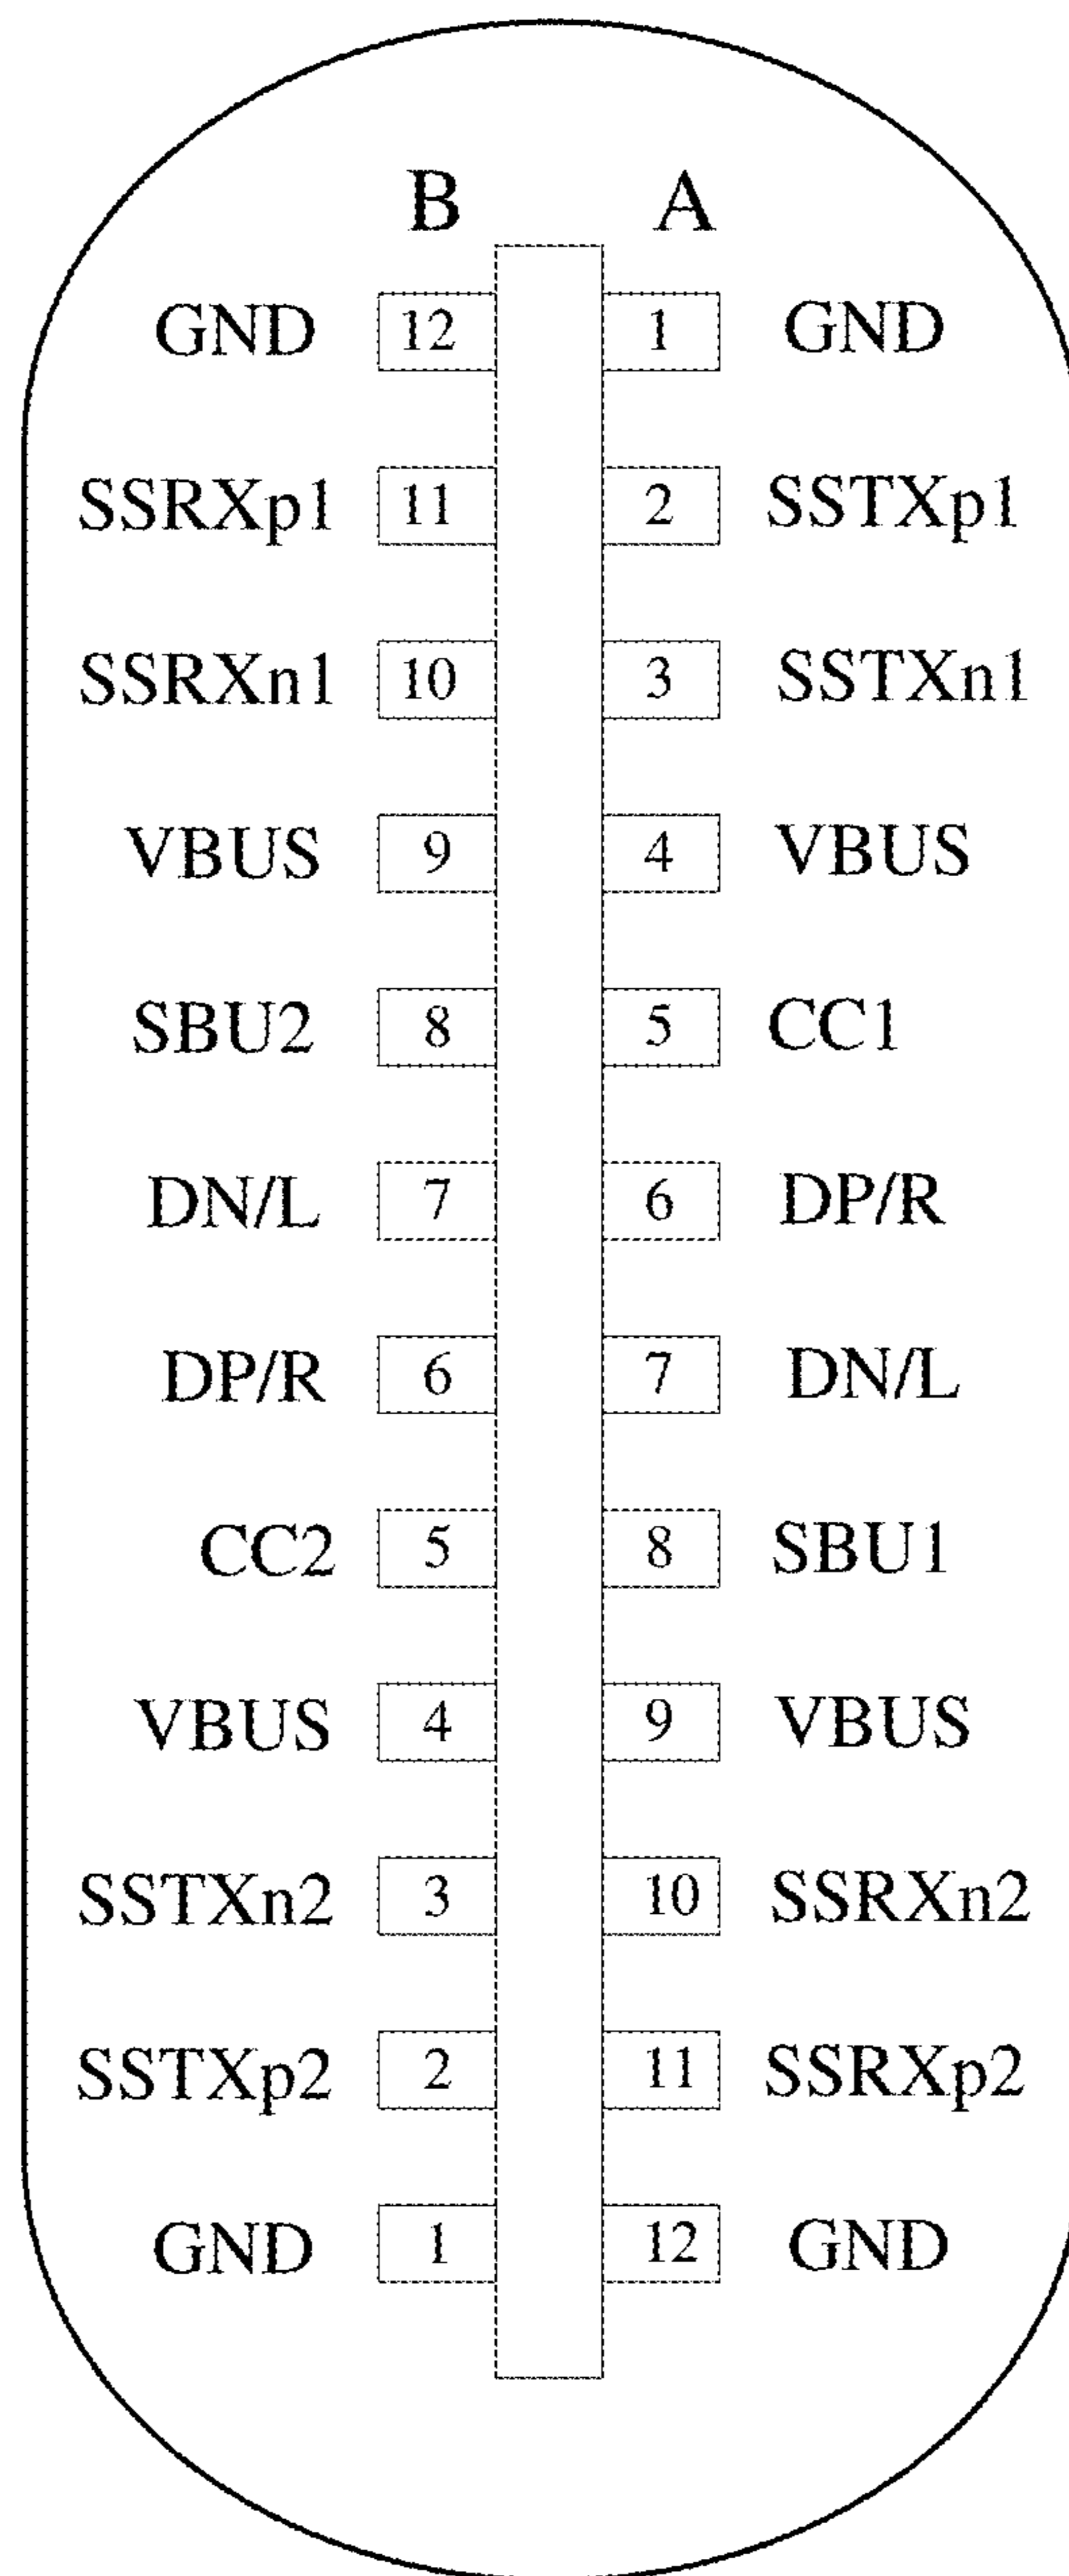 B A
GND 12 1 GND
SSRXp1 11 2 SSTXp1
SSRXn1 10 3 SSTXn1
VBUS 9 4 VBUS
SBU2 8 5 CC1
DN/L 7 6 DP/R
DP/R 6 7 DN/L
CC2 5 8 SBU1
VBUS 4 9 VBUS
SSTXn2 3 10 SSRXn2
SSTXp2 2 11 SSRXp2
GND 1 12 GND